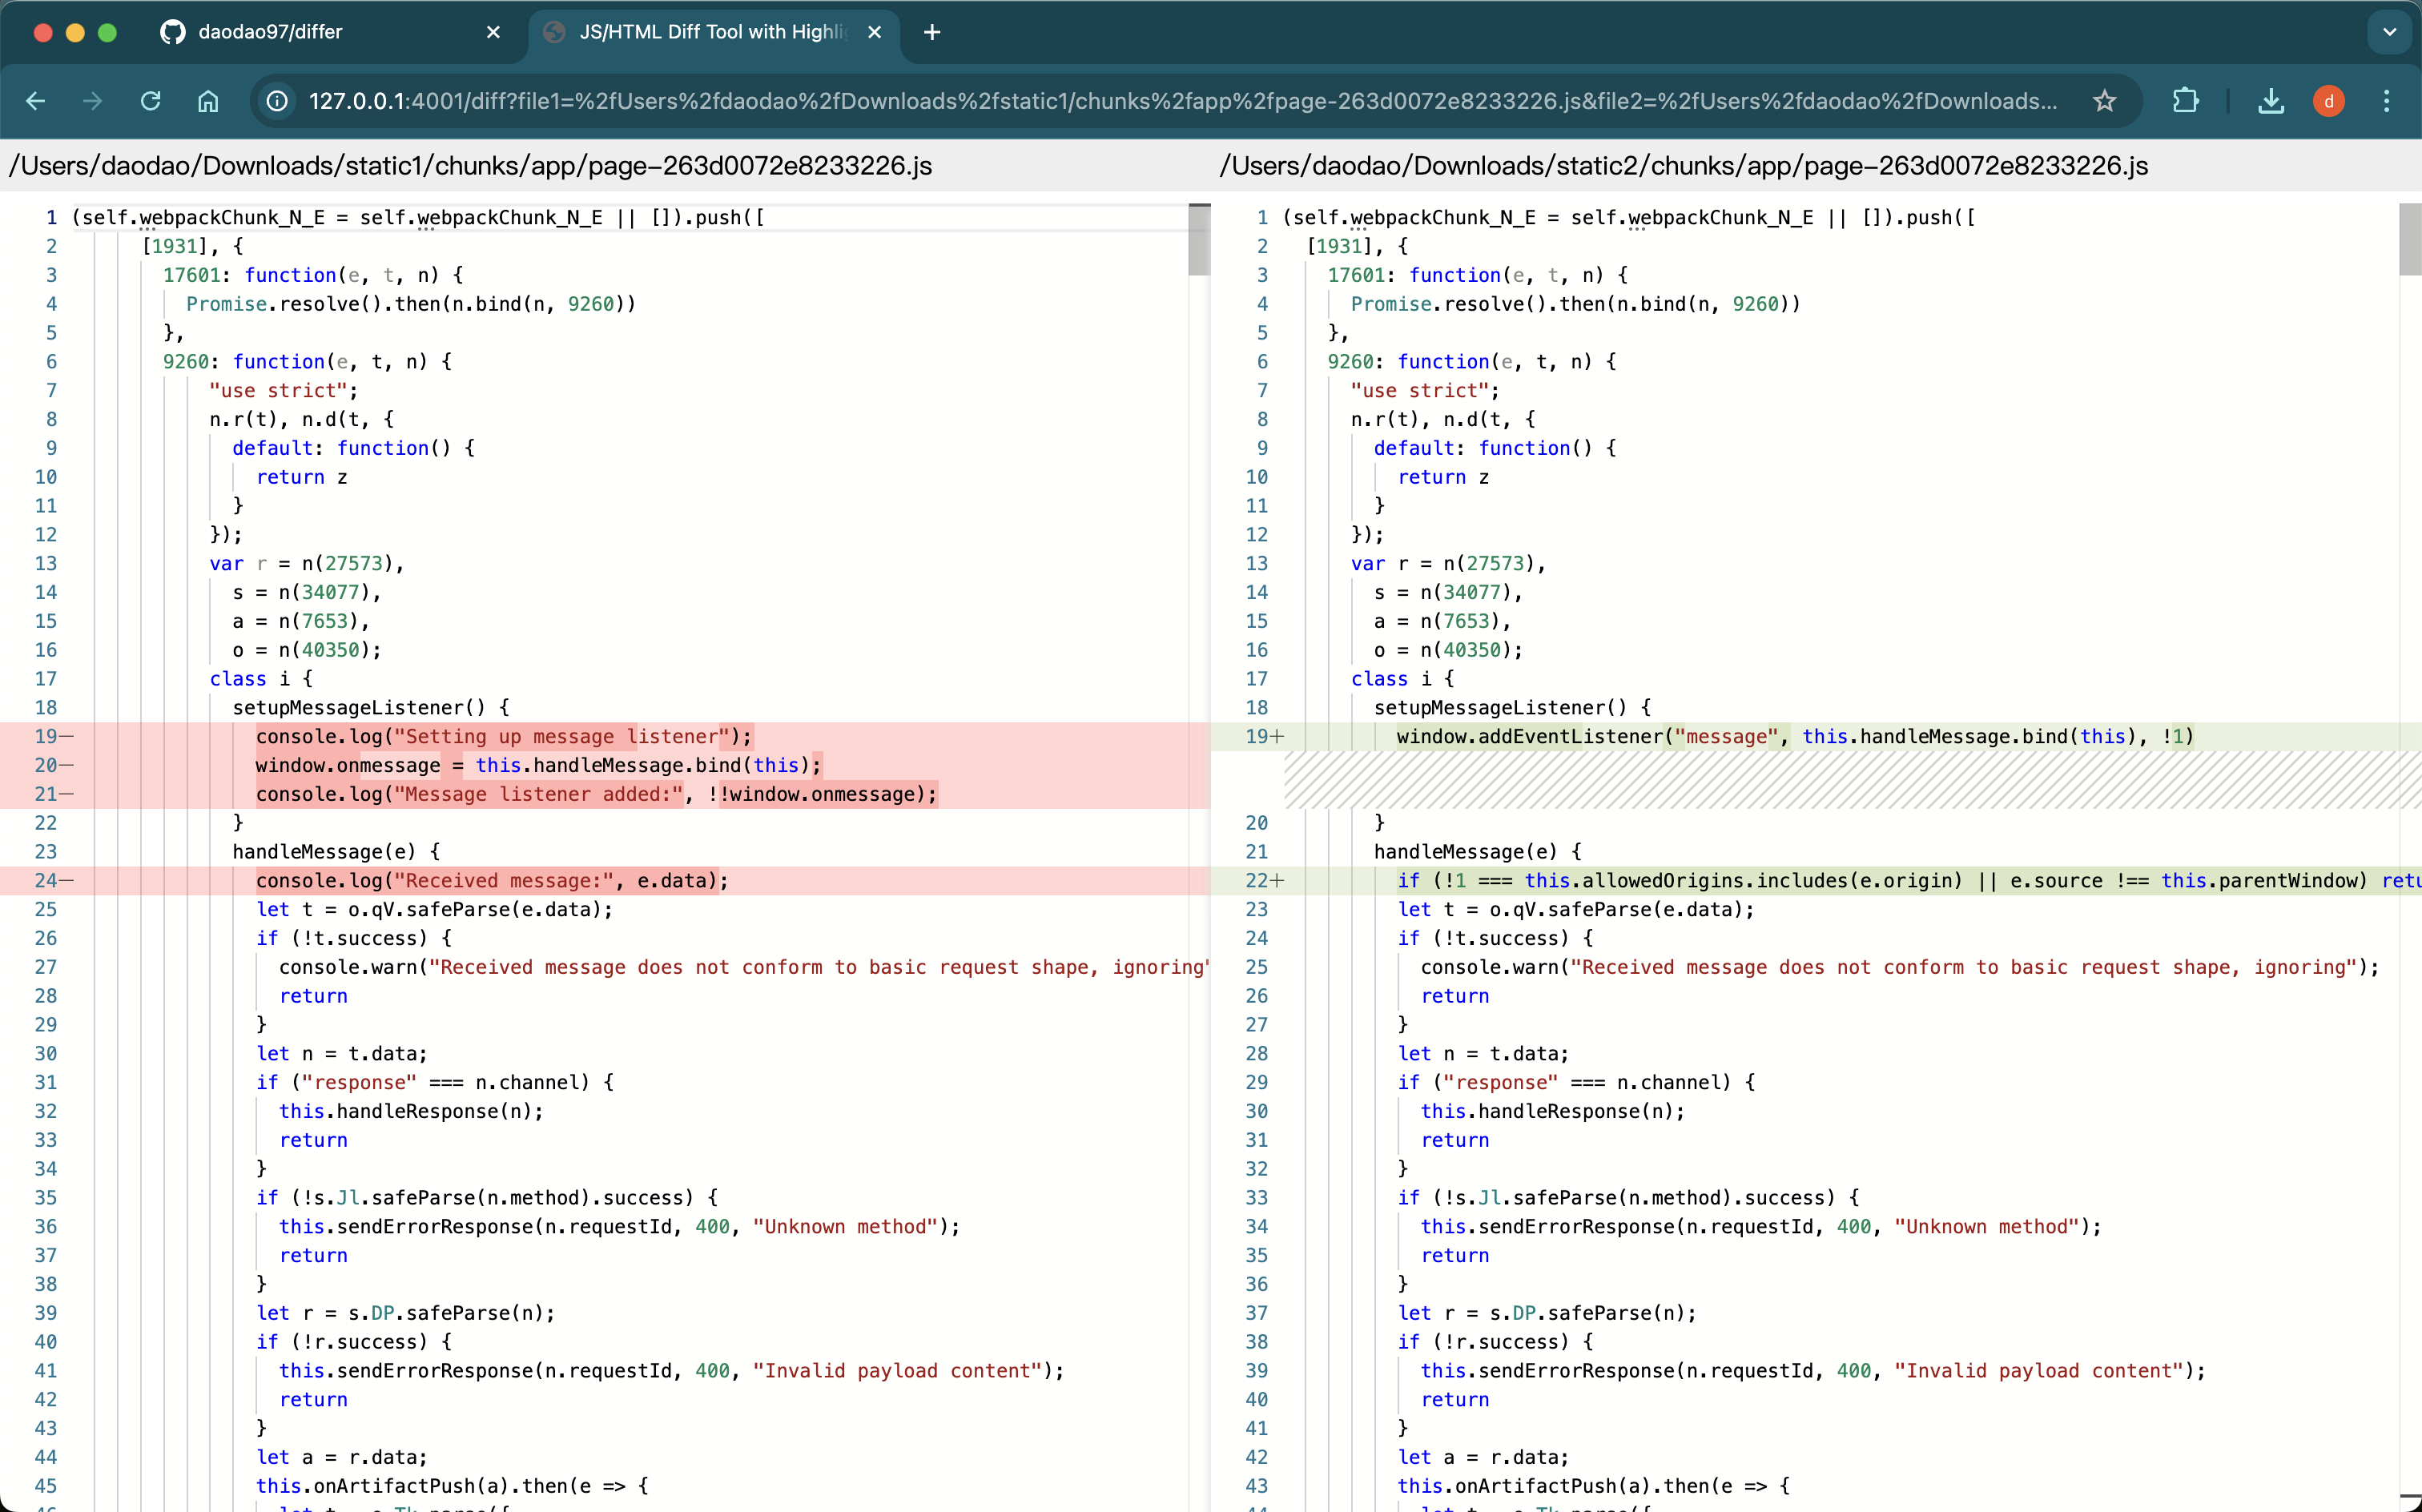 daodao97/differ
JS/HTML Diff Tool with Highli
127.0.0.1:4001/diff?file1=%2fUsers%2fdaodao%2fDownloads%2fstatic1/chunks%2fapp%2fpage-263d0072e8233226.js&file2=%2fUsers%2fdaodao%2fDownloads...
d
/Users/daodao/Downloads/static1/chunks/app/page-263d0072e8233226.js
1 (self.webpackChunk_N_E = self.webpackChunk_N_E || []).push([
2 [1931], {
3 17601: function(e, t, n) {
4 Promise.resolve().then(n.bind(n, 9260))
5 },
6 9260: function(e, t, n) {
7 "use strict";
8 n.r(t), n.d(t, {
9 default: function() {
10 return z
11 }
12 });
13 var r = n(27573),
14 s = n(34077),
15 a = n(7653),
16 o = n(40350);
17 class i {
18 setupMessageListener() {
19— console.log("Setting up message listener");
20— window.onmessage = this.handleMessage.bind(this);
21— console.log("Message listener added:", !!window.onmessage);
22 }
23 handleMessage(e) {
24— console.log("Received message:", e.data);
25 let t = o.qV.safeParse(e.data);
26 if (!t.success) {
27 console.warn("Received message does not conform to basic request shape, ignoring"
28 return
29 }
30 let n = t.data;
31 if ("response" === n.channel) {
32 this.handleResponse(n);
33 return
34 }
35 if (!s.Jl.safeParse(n.method).success) {
36 this.sendErrorResponse(n.requestId, 400, "Unknown method");
37 return
38 }
39 let r = s.DP.safeParse(n);
40 if (!r.success) {
41 this.sendErrorResponse(n.requestId, 400, "Invalid payload content");
42 return
43 }
44 let a = r.data;
45 this.onArtifactPush(a).then(e => {
/Users/daodao/Downloads/static2/chunks/app/page-263d0072e8233226.js
1 (self.webpackChunk_N_E = self.webpackChunk_N_E || []).push([
2 [1931], {
3 17601: function(e, t, n) {
4 Promise.resolve().then(n.bind(n, 9260))
5 },
6 9260: function(e, t, n) {
7 "use strict";
8 n.r(t), n.d(t, {
9 default: function() {
10 return z
11 }
12 });
13 var r = n(27573),
14 s = n(34077),
15 a = n(7653),
16 o = n(40350);
17 class i {
18 setupMessageListener() {
19+ window.addEventListener("message", this.handleMessage.bind(this), !1)
20 }
21 handleMessage(e) {
22+ if (!1 === this.allowedOrigins.includes(e.origin) || e.source !== this.parentWindow) retu
23 let t = o.qV.safeParse(e.data);
24 if (!t.success) {
25 console.warn("Received message does not conform to basic request shape, ignoring");
26 return
27 }
28 let n = t.data;
29 if ("response" === n.channel) {
30 this.handleResponse(n);
31 return
32 }
33 if (!s.Jl.safeParse(n.method).success) {
34 this.sendErrorResponse(n.requestId, 400, "Unknown method");
35 return
36 }
37 let r = s.DP.safeParse(n);
38 if (!r.success) {
39 this.sendErrorResponse(n.requestId, 400, "Invalid payload content");
40 return
41 }
42 let a = r.data;
43 this.onArtifactPush(a).then(e => {